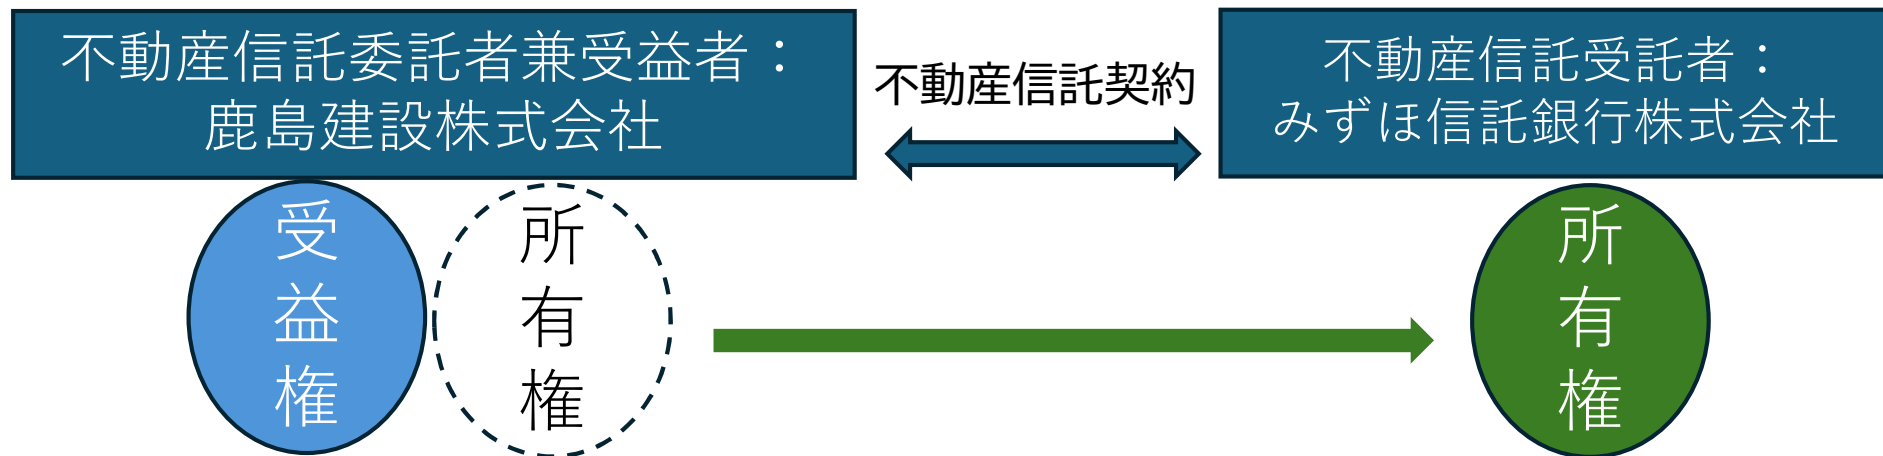 不動産信託委託者兼受益者：
鹿島建設株式会社
不動産信託契約
不動産信託受託者：
みずほ信託銀行株式会社
受益権
所有権
所有権